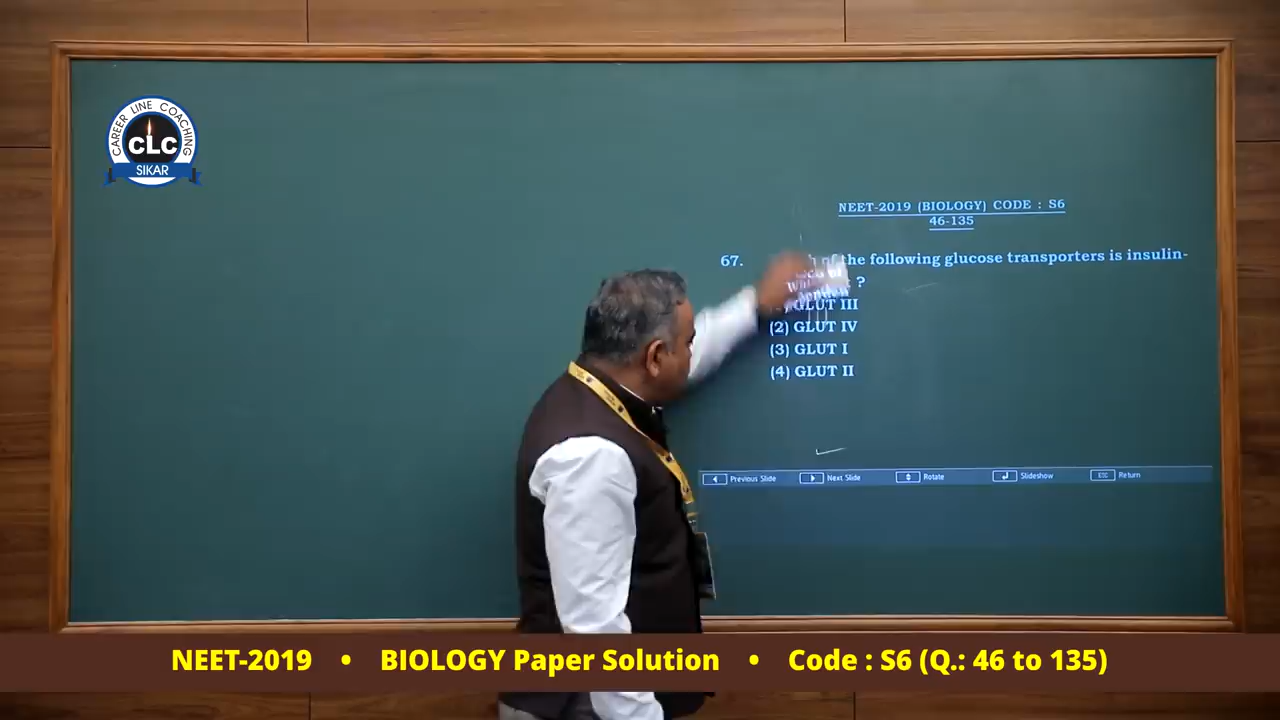 CAREER LINE COACHING
CLC
SIKAR
NEET-2019 (BIOLOGY) CODE : S6
46-135
67. of the following glucose transporters is insulin-
?
GLUT III
(2) GLUT IV
(3) GLUT I
(4) GLUT II
Previous Slide Next Slide Rotate Slideshow ESC Return
NEET-2019 • BIOLOGY Paper Solution • Code : S6 (Q.: 46 to 135)